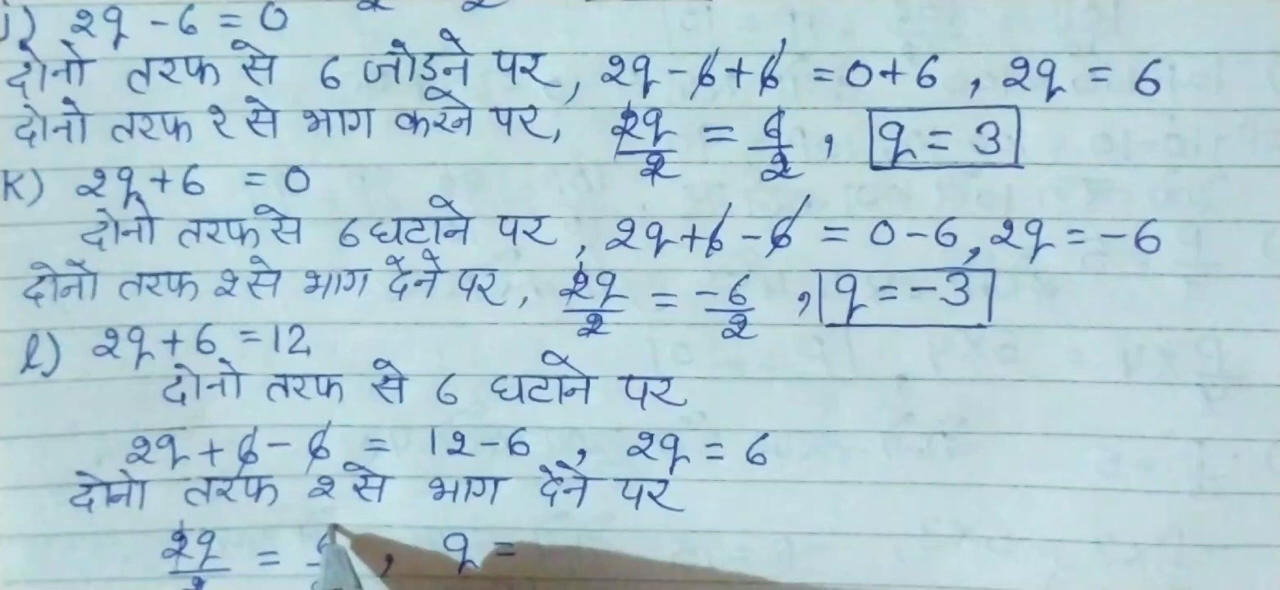 J) 2q - 6 = 0
दोनो तरफ से 6 जोड़ने पर, 2q - 6 + 6 = 0 + 6 , 2q = 6
दोनो तरफ 2 से भाग करने पर, 2q/2 = 6/2 , q = 3
K) 2q + 6 = 0
दोनो तरफ से 6 घटाने पर , 2q + 6 - 6 = 0 - 6, 2q = -6
दोनो तरफ 2 से भाग देने पर, 2q/2 = -6/2 , q = -3
l) 2q + 6 = 12
दोनो तरफ से 6 घटाने पर
2q + 6 - 6 = 12 - 6 , 2q = 6
दोनो तरफ 2 से भाग देने पर
2q/2 = , q =